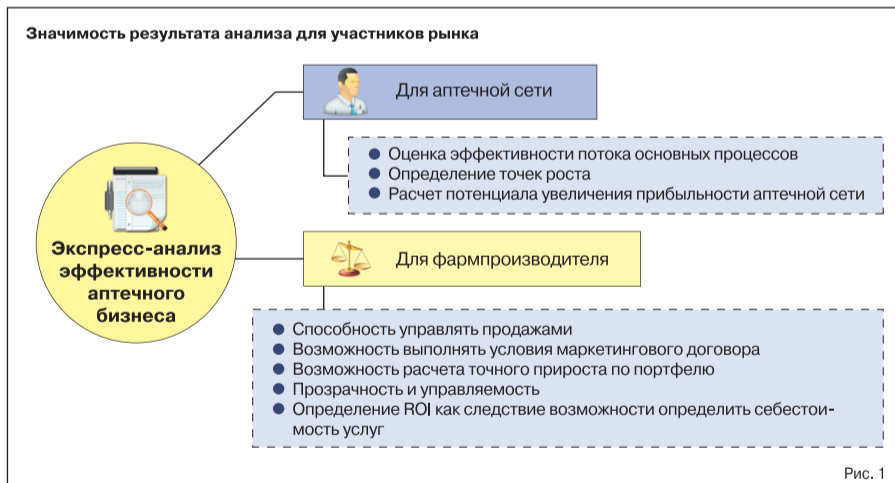 Значимость результата анализа для участников рынка
Для аптечной сети
Оценка эффективности потока основных процессов
Определение точек роста
Расчет потенциала увеличения прибыльности аптечной сети
Экспресс-анализ
эффективности
аптечного
бизнеса
Для фармпроизводителя
Способность управлять продажами
Возможность выполнять условия маркетингового договора
Возможность расчета точного прироста по портфелю
Прозрачность и управляемость
Определение ROI как следствие возможности определить себестои-
мость услуг
Рис. 1